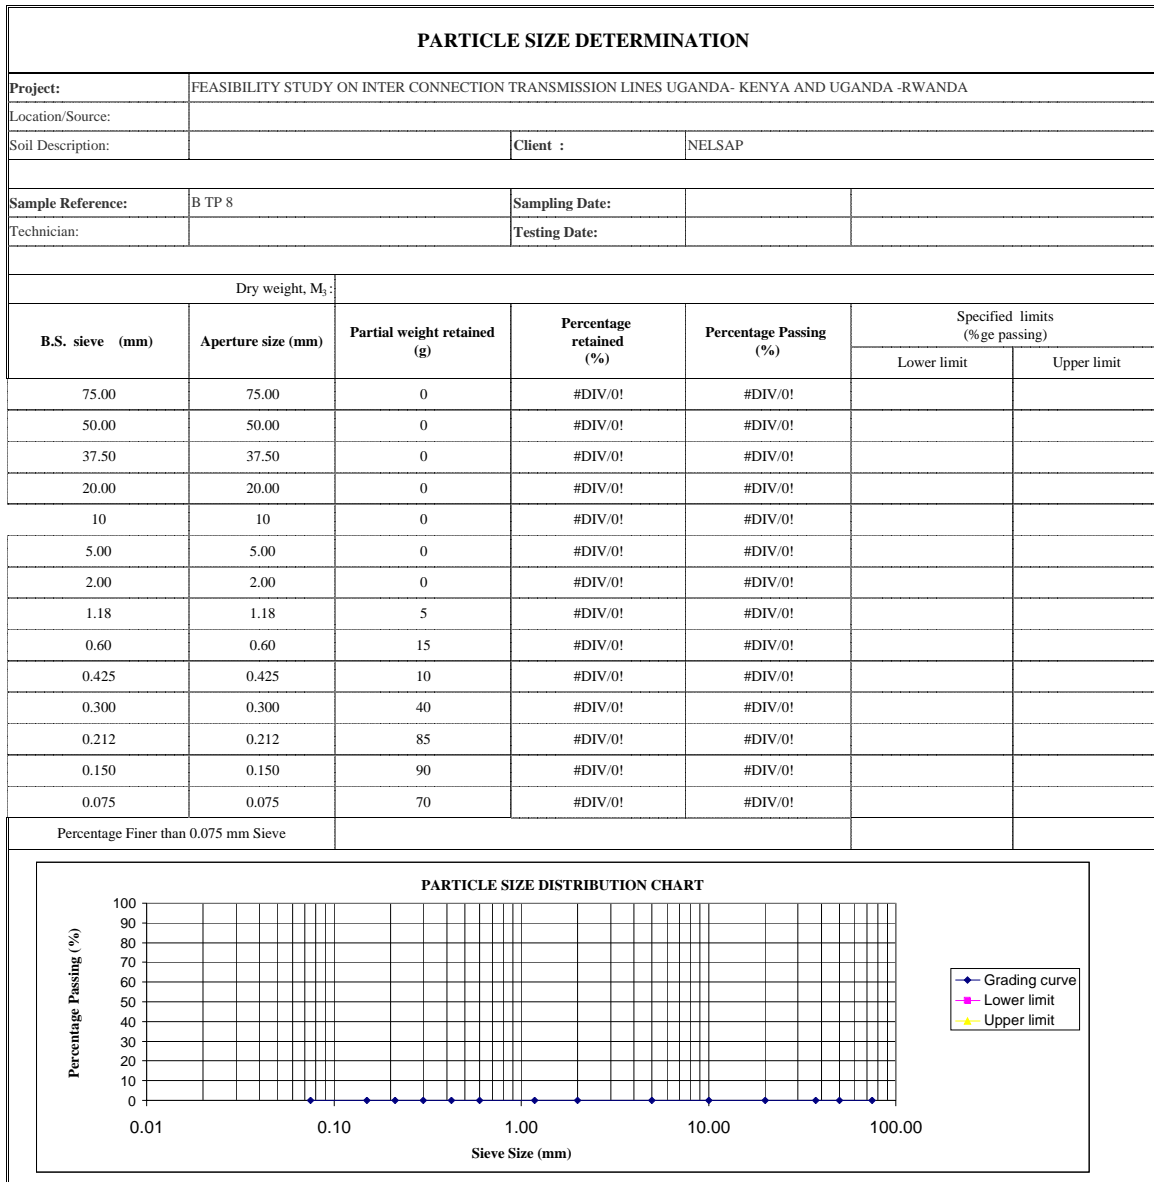 PARTICLE SIZE DETERMINATION
Project: FEASIBILITY STUDY ON INTER CONNECTION TRANSMISSION LINES UGANDA- KENYA AND UGANDA -RWANDA
Location/Source:
Soil Description: Client : NELSAP
Sample Reference: B TP 8 Sampling Date:
Technician: Testing Date:
Dry weight, M3 :
B.S. sieve (mm) Aperture size (mm) Partial weight retained (g) Percentage retained (%) Percentage Passing (%) Specified limits (%ge passing)
Lower limit Upper limit
75.00 75.00 0 #DIV/0! #DIV/0!
50.00 50.00 0 #DIV/0! #DIV/0!
37.50 37.50 0 #DIV/0! #DIV/0!
20.00 20.00 0 #DIV/0! #DIV/0!
10 10 0 #DIV/0! #DIV/0!
5.00 5.00 0 #DIV/0! #DIV/0!
2.00 2.00 0 #DIV/0! #DIV/0!
1.18 1.18 5 #DIV/0! #DIV/0!
0.60 0.60 15 #DIV/0! #DIV/0!
0.425 0.425 10 #DIV/0! #DIV/0!
0.300 0.300 40 #DIV/0! #DIV/0!
0.212 0.212 85 #DIV/0! #DIV/0!
0.150 0.150 90 #DIV/0! #DIV/0!
0.075 0.075 70 #DIV/0! #DIV/0!
Percentage Finer than 0.075 mm Sieve
PARTICLE SIZE DISTRIBUTION CHART
Percentage Passing (%)
100
90
80
70
60
50
40
30
20
10
0
0.01 0.10 1.00 10.00 100.00
Sieve Size (mm)
Grading curve
Lower limit
Upper limit